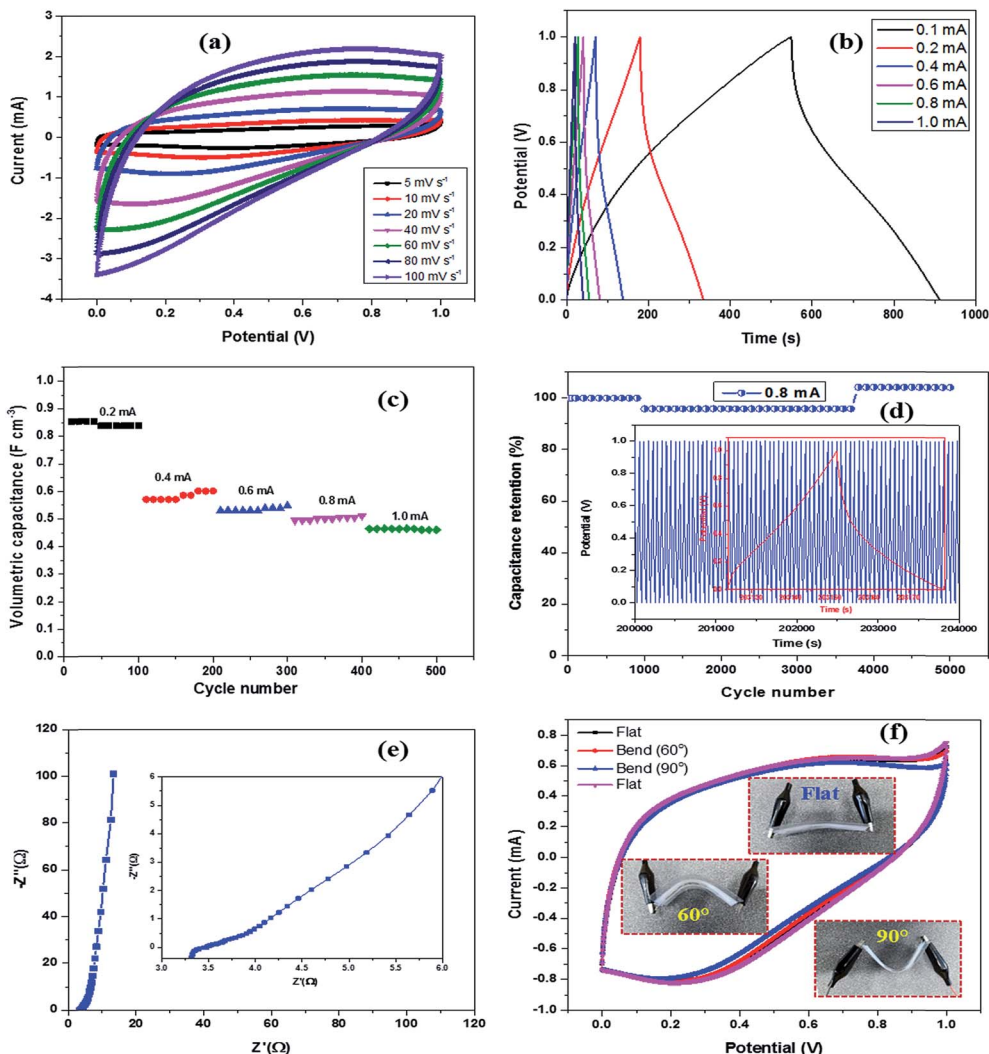 (a)
3
2
1
0
-1
-2
-3
-4
Current (mA)
5 mV s-1
10 mV s-1
20 mV s-1
40 mV s-1
60 mV s-1
80 mV s-1
100 mV s-1
0.0 0.2 0.4 0.6 0.8 1.0
Potential (V)
(b)
0.1 mA
0.2 mA
0.4 mA
0.6 mA
0.8 mA
1.0 mA
1.0
0.8
0.6
0.4
0.2
0.0
Potential (V)
0 200 400 600 800 1000
Time (s)
(c)
1.0
0.9
0.8
0.7
0.6
0.5
0.4
0.3
0.2
0.1
0.0
Volumetric capacitance (F cm-3)
0.2 mA
0.4 mA
0.6 mA
0.8 mA
1.0 mA
0 100 200 300 400 500
Cycle number
(d)
0.8 mA
100
80
60
40
20
0
Capacitance retention (%)
1.0
0.8
0.6
0.4
0.2
0.0
Potential (V)
Time (s)
200000 201000 202000 203000 204000
Time (s)
0 1000 2000 3000 4000 5000
Cycle number
(e)
120
100
80
60
40
20
0
-Z"(Ω)
6
5
4
3
2
1
0
-Z"(Ω)
3.0 3.5 4.0 4.5 5.0 5.5 6.0
Z'(Ω)
0 20 40 60 80 100 120
Z'(Ω)
(f)
Flat
Bend (60°)
Bend (90°)
Flat
0.8
0.6
0.4
0.2
0.0
-0.2
-0.4
-0.6
-0.8
-1.0
Current (mA)
Flat
60°
90°
0.0 0.2 0.4 0.6 0.8 1.0
Potential (V)